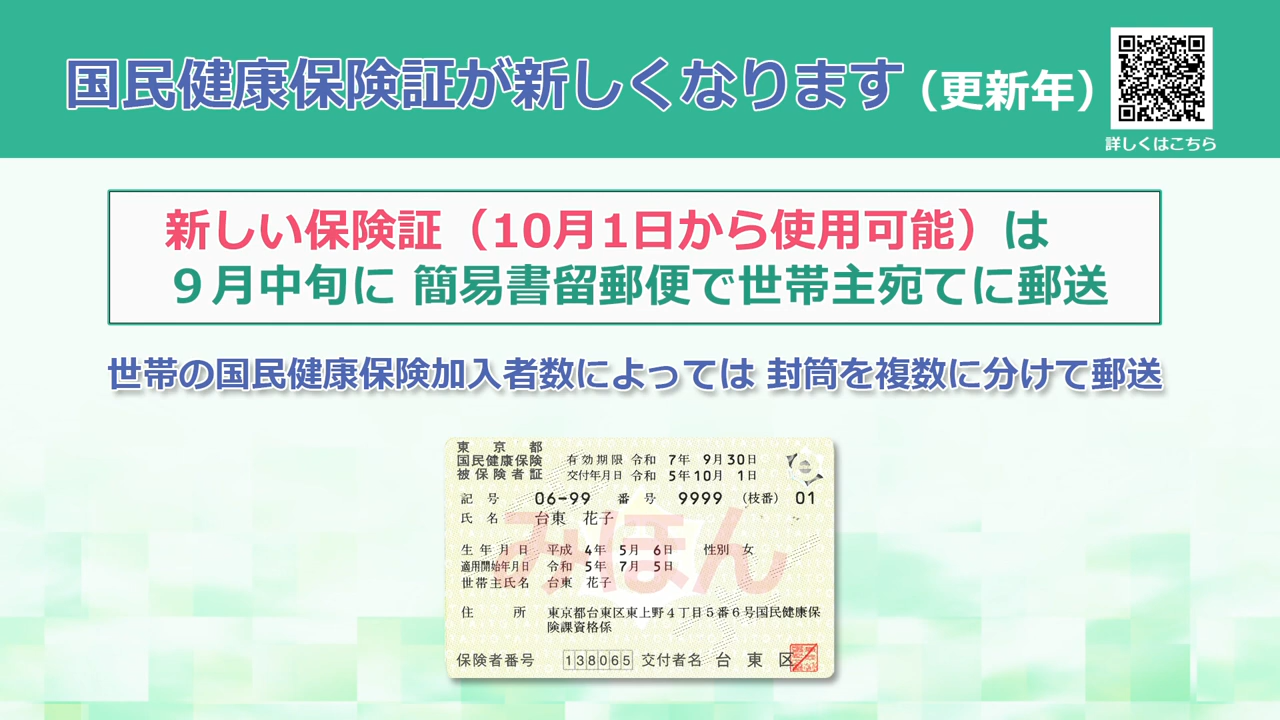 国民健康保険証が新しくなります（更新年）
詳しくはこちら
新しい保険証（10月1日から使用可能）は
９月中旬に 簡易書留郵便で世帯主宛てに郵送
世帯の国民健康保険加入者数によっては 封筒を複数に分けて郵送
東京都
国民健康保険
被保険者証
有効期限 令和 7年 9月30日
交付年月日 令和 5年10月 1日
記号 06-99 番号 9999 （枝番） 01
氏名 台東 花子
みほん
生年月日 平成 4年 5月 6日 性別 女
適用開始年月日 令和 5年 7月 5日
世帯主氏名 台東 花子
住所 東京都台東区東上野４丁目５番６号国民健康保
険課資格係
保険者番号 138065 交付者名 台東区